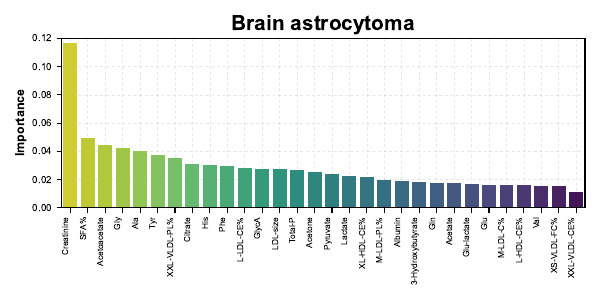 Brain astrocytoma
Importance
0.12
0.10
0.08
0.06
0.04
0.02
0.00
Creatinine
SFA%
Acetoacetate
Gly
Ala
Tyr
XXL-VLDL-PL%
Citrate
His
Phe
L-LDL-CE%
GlycA
LDL-size
Total-P
Acetone
Pyruvate
Lactate
XL-HDL-CE%
M-LDL-PL%
Albumin
3-Hydroxybutyrate
Gln
Acetate
Glu-lactate
Glu
M-LDL-C%
L-HDL-CE%
Val
XS-VLDL-FC%
XXL-VLDL-CE%